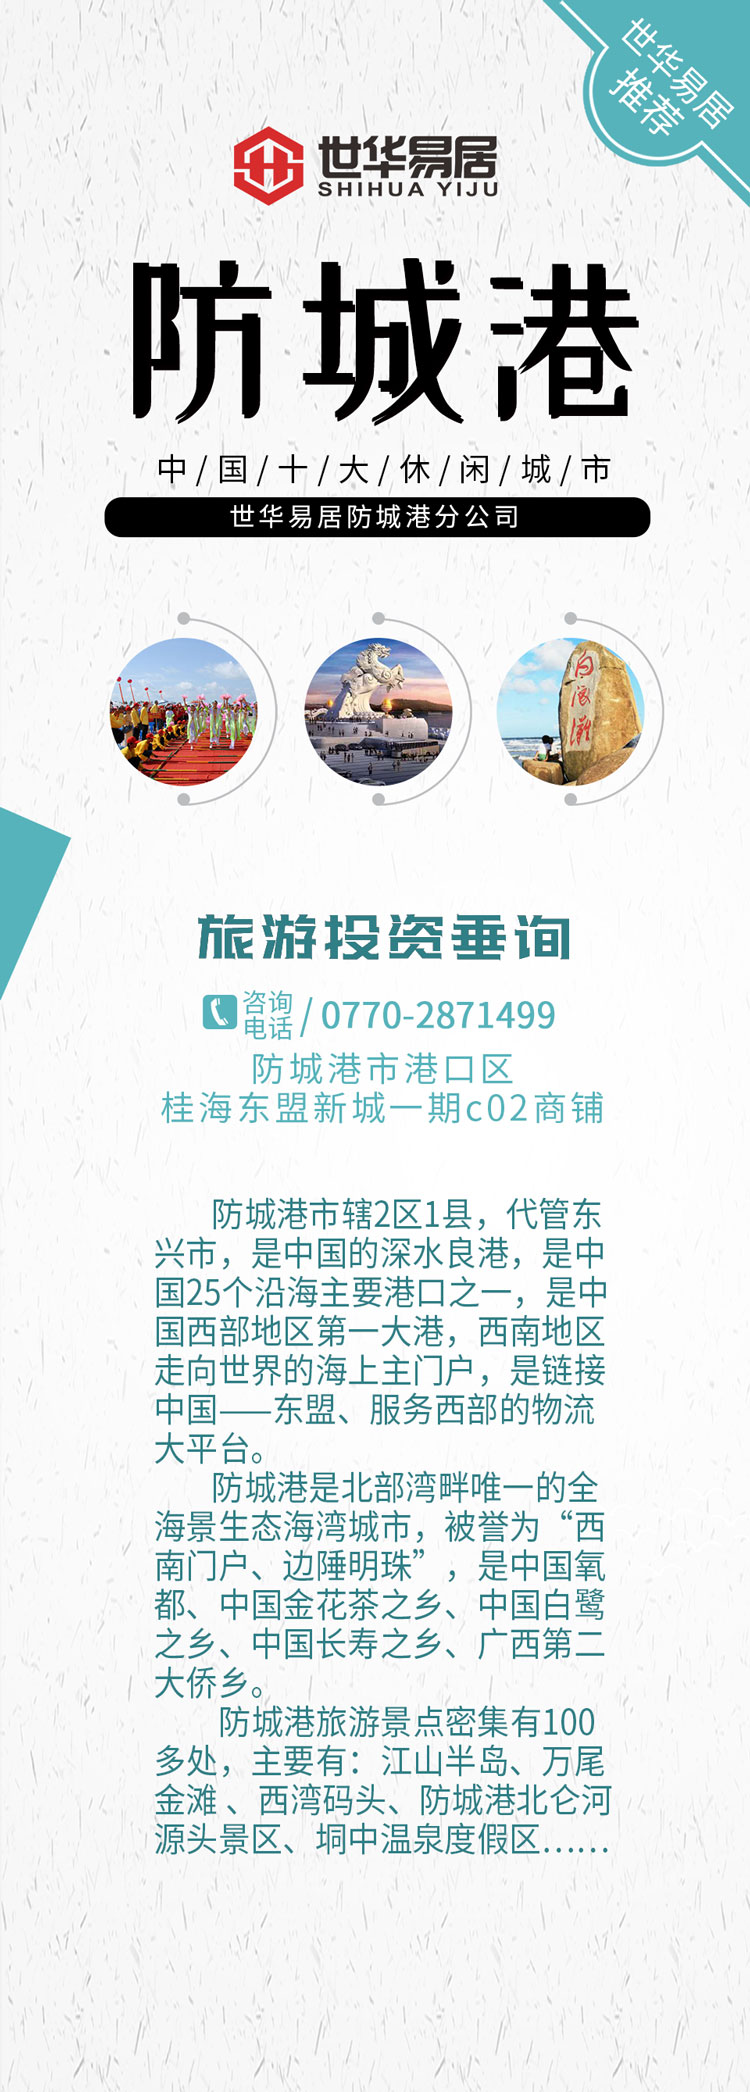 世华易居
推荐
世华易居
SHIHUA YIJU
防城港
中/国/十/大/休/闲/城/市
世华易居防城港分公司
白浪滩
旅游投资垂询
咨询
电话/0770-2871499
防城港市港口区
桂海东盟新城一期c02商铺
防城港市辖2区1县，代管东
兴市，是中国的深水良港，是中
国25个沿海主要港口之一，是中
国西部地区第一大港，西南地区
走向世界的海上主门户，是链接
中国——东盟、服务西部的物流
大平台。
防城港是北部湾畔唯一的全
海景生态海湾城市，被誉为“西
南门户、边陲明珠”，是中国氧
都、中国金花茶之乡、中国白鹭
之乡、中国长寿之乡、广西第二
大侨乡。
防城港旅游景点密集有100
多处，主要有：江山半岛、万尾
金滩 、西湾码头、防城港北仑河
源头景区、垌中温泉度假区......